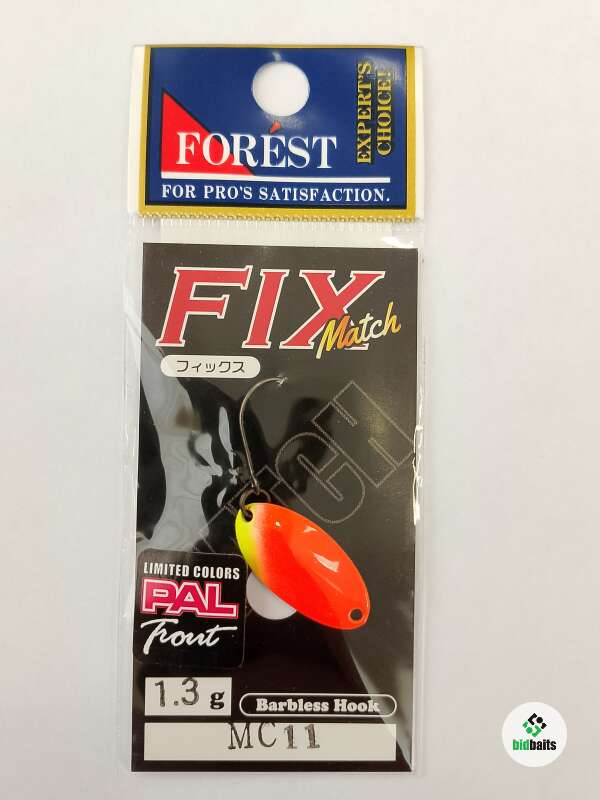 EXPERT'S
CHOICE!
FORÉST
FOR PRO'S SATISFACTION.
FIX
Match
フィックス
LIMITED COLORS
PAL
Trout
1.3 g
Barbless Hook
MC11
bidbaits